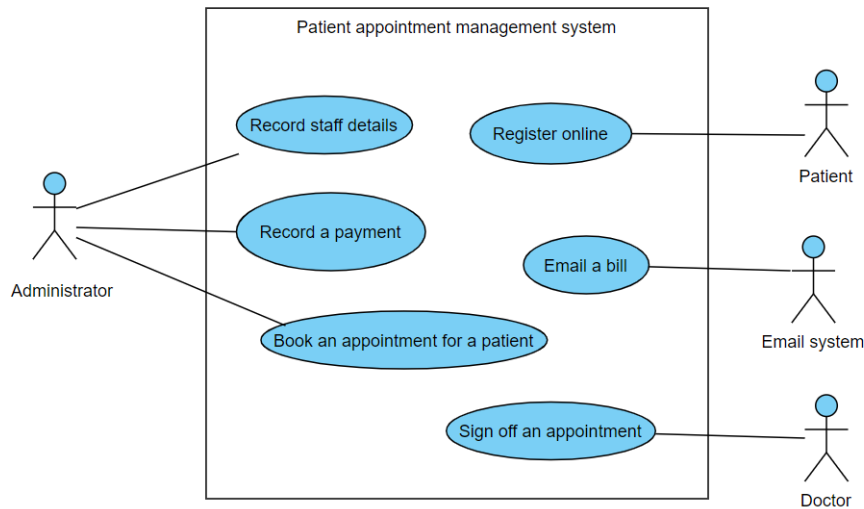 Patient appointment management system
Record staff details
Register online
Patient
Record a payment
Administrator
Email a bill
Email system
Book an appointment for a patient
Sign off an appointment
Doctor